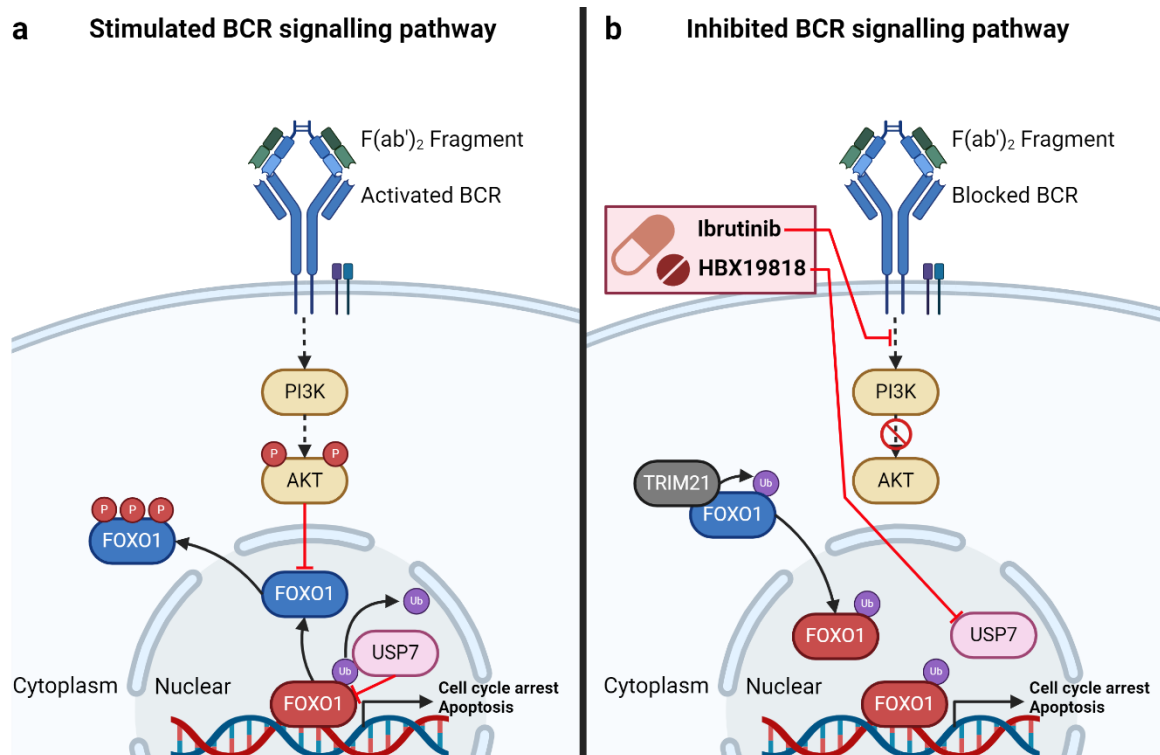 a
Stimulated BCR signalling pathway
F(ab')₂ Fragment
Activated BCR
PI3K
P
P
AKT
P
P
P
FOXO1
FOXO1
Ub
USP7
Ub
FOXO1
Cytoplasm
Nuclear
Cell cycle arrest
Apoptosis
b
Inhibited BCR signalling pathway
F(ab')₂ Fragment
Blocked BCR
Ibrutinib
HBX19818
PI3K
AKT
TRIM21
Ub
FOXO1
Ub
FOXO1
USP7
Ub
FOXO1
Cytoplasm
Nuclear
Cell cycle arrest
Apoptosis